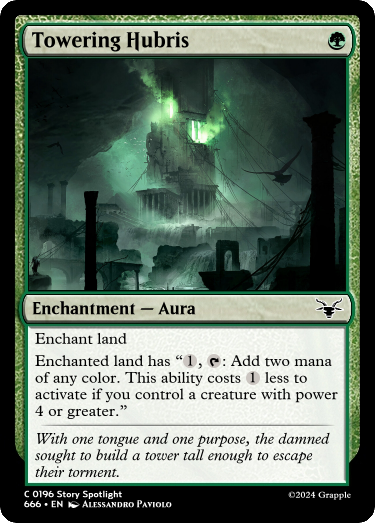 Towering Hubris
Enchantment — Aura
Enchant land
Enchanted land has “1, T: Add two mana
of any color. This ability costs 1 less to
activate if you control a creature with power
4 or greater.”
With one tongue and one purpose, the damned
sought to build a tower tall enough to escape
their torment.
C 0196 Story Spotlight
666 • EN Alessandro Paviolo
©2024 Grapple